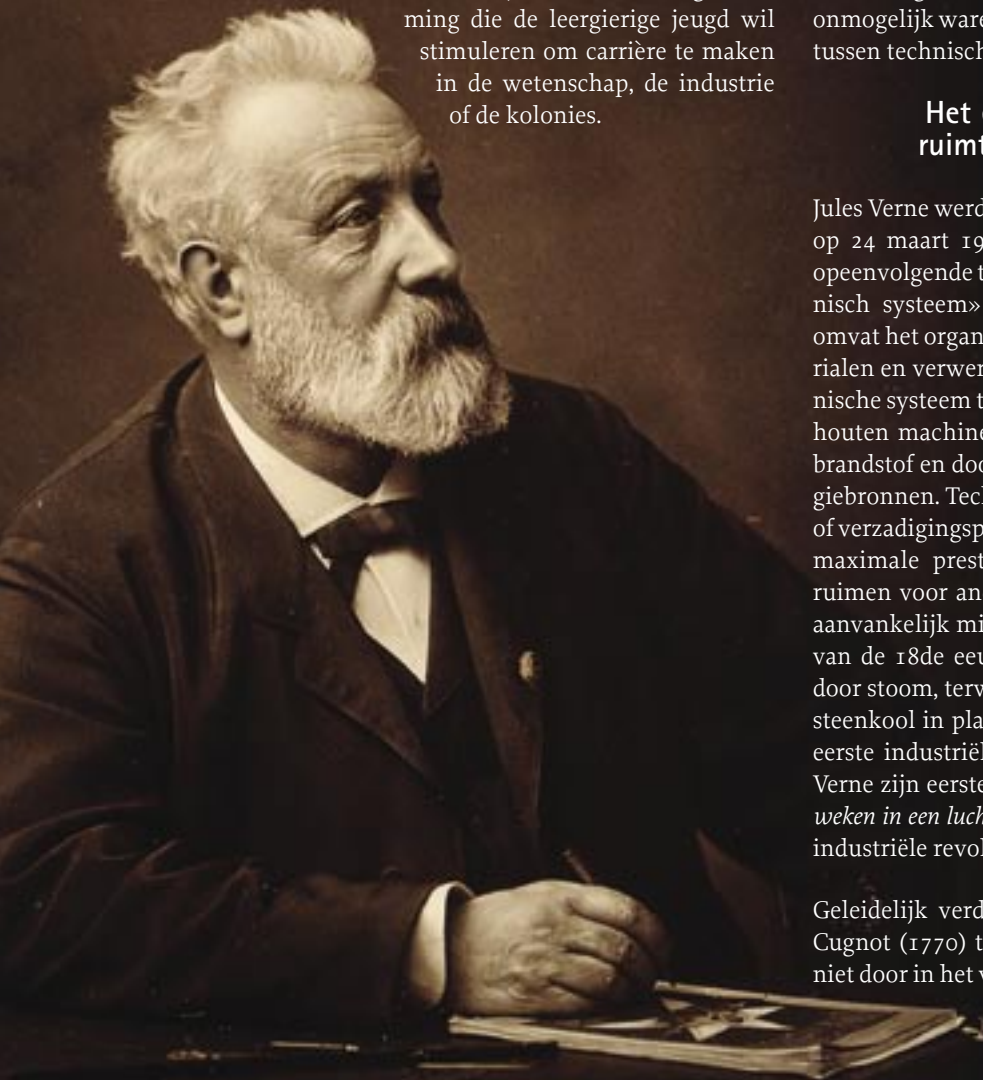 ming die de leergierige jeugd wil
stimuleren om carrière te maken
in de wetenschap, de industrie
of de kolonies.
onmogelijk ware
tussen technisch
Het
ruimt
Jules Verne werd
op 24 maart 19
opeenvolgende t
nisch systeem»
omvat het organ
rialen en verwer
nische systeem t
houten machine
brandstof en doo
giebronnen. Tec
of verzadigingsp
maximale prest
ruimen voor an
aanvankelijk mi
van de 18de eeu
door stoom, terw
steenkool in pla
eerste industriël
Verne zijn eerste
weken in een luch
industriële revol
Geleidelijk verd
Cugnot (1770) t
niet door in het v